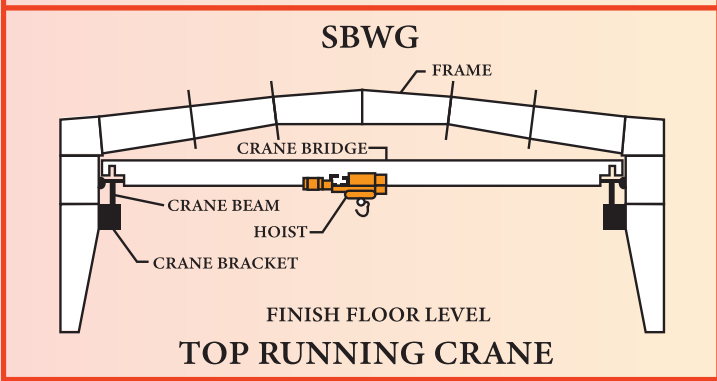 SBWG
FRAME
CRANE BRIDGE
CRANE BEAM
HOIST
CRANE BRACKET
FINISH FLOOR LEVEL
TOP RUNNING CRANE